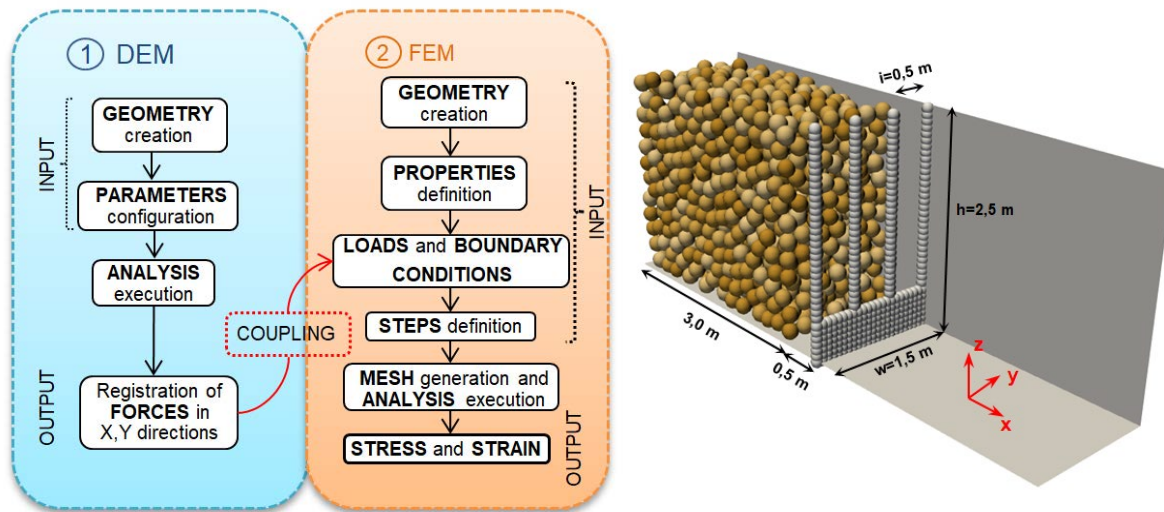 1 DEM
INPUT
GEOMETRY
creation
PARAMETERS
configuration
ANALYSIS
execution
OUTPUT
Registration of
FORCES in
X,Y directions
COUPLING
2 FEM
GEOMETRY
creation
PROPERTIES
definition
LOADS and BOUNDARY
CONDITIONS
STEPS definition
INPUT
MESH generation and
ANALYSIS execution
STRESS and STRAIN
OUTPUT
i=0,5 m
h=2,5 m
3,0 m
0,5 m
w=1,5 m
z
y
x